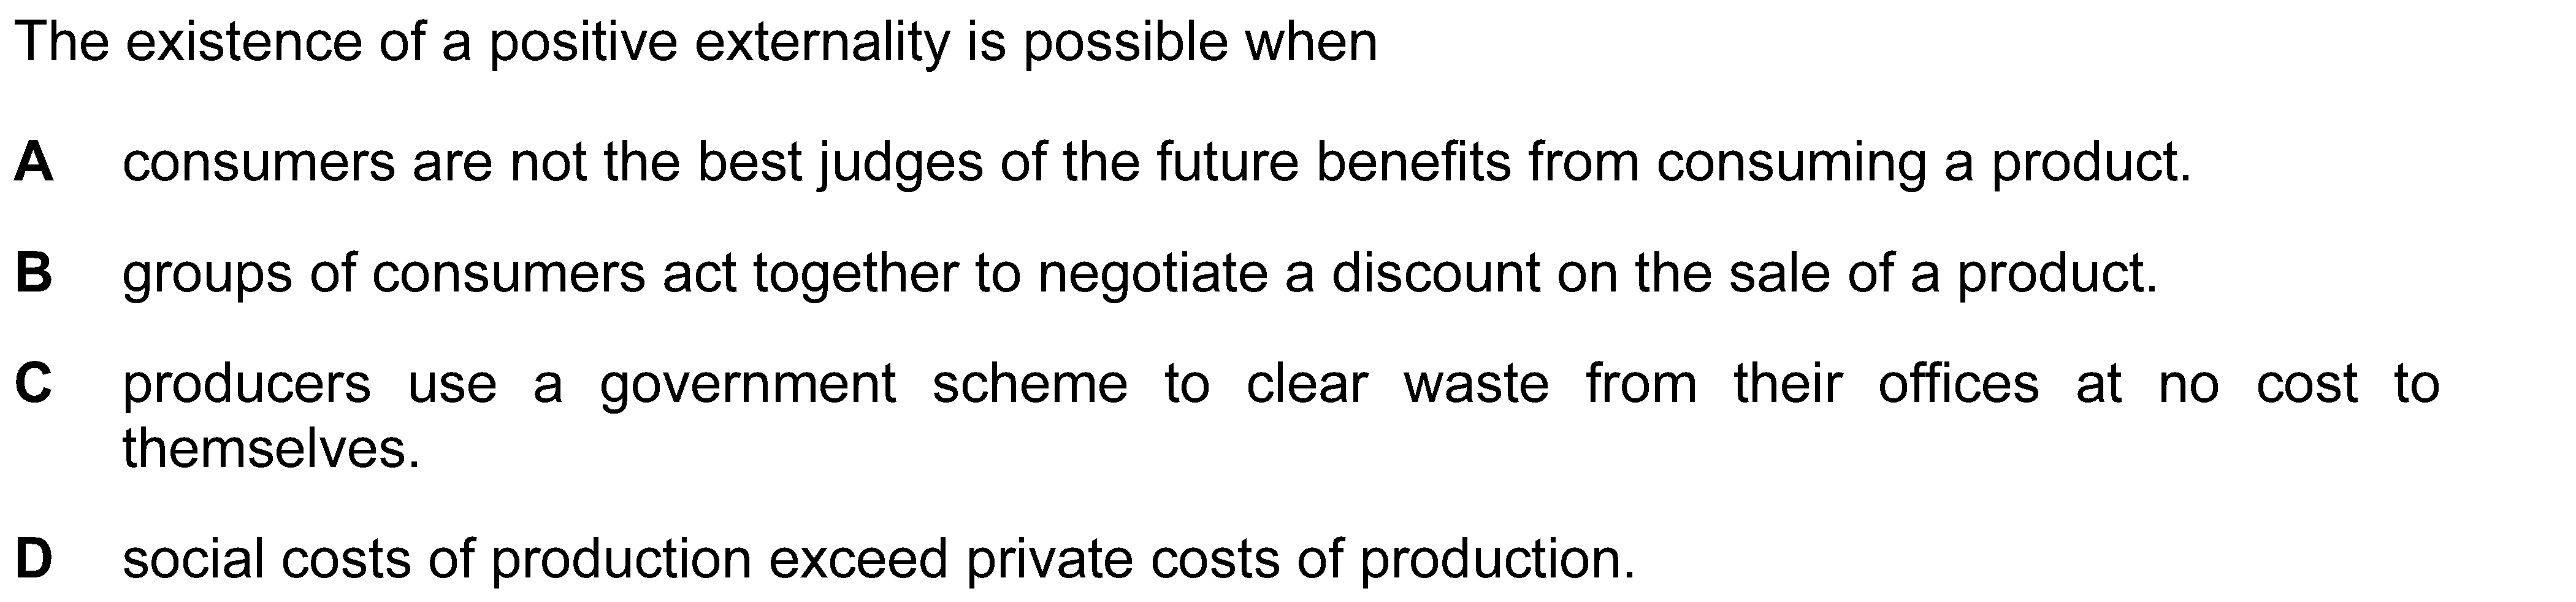 The existence of a positive externality is possible when
A consumers are not the best judges of the future benefits from consuming a product.
B groups of consumers act together to negotiate a discount on the sale of a product.
C producers use a government scheme to clear waste from their offices at no cost to
themselves.
D social costs of production exceed private costs of production.